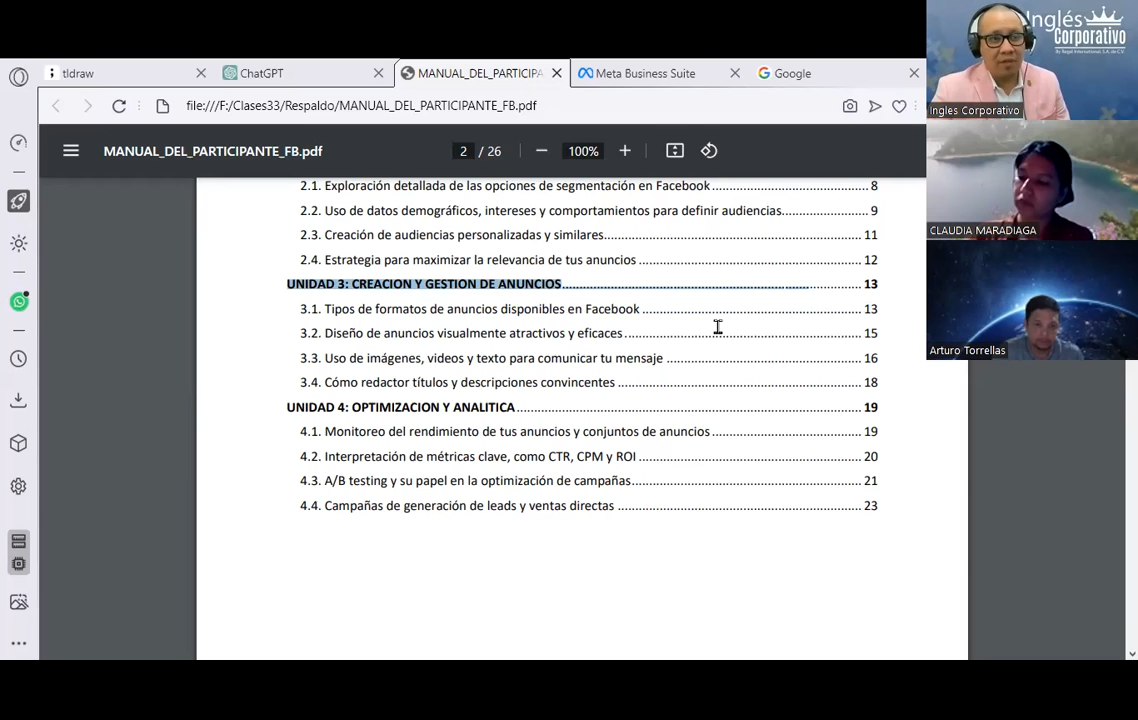 tldraw
ChatGPT
MANUAL_DEL_PARTICIPA
Meta Business Suite
Google
file:///F:/Clases33/Respaldo/MANUAL_DEL_PARTICIPANTE_FB.pdf
MANUAL_DEL_PARTICIPANTE_FB.pdf
2 / 26
100%
2.1. Exploración detallada de las opciones de segmentación en Facebook 8
2.2. Uso de datos demográficos, intereses y comportamientos para definir audiencias. 9
2.3. Creación de audiencias personalizadas y similares 11
2.4. Estrategia para maximizar la relevancia de tus anuncios 12
UNIDAD 3: CREACION Y GESTION DE ANUNCIOS 13
3.1. Tipos de formatos de anuncios disponibles en Facebook 13
3.2. Diseño de anuncios visualmente atractivos y eficaces 15
3.3. Uso de imágenes, videos y texto para comunicar tu mensaje 16
3.4. Cómo redactar títulos y descripciones convincentes 18
UNIDAD 4: OPTIMIZACION Y ANALITICA 19
4.1. Monitoreo del rendimiento de tus anuncios y conjuntos de anuncios 19
4.2. Interpretación de métricas clave, como CTR, CPM y ROI 20
4.3. A/B testing y su papel en la optimización de campañas 21
4.4. Campañas de generación de leads y ventas directas 23
Inglés
Corporativo
Ingles Corporativo
CLAUDIA MARADIAGA
Arturo Torrellas